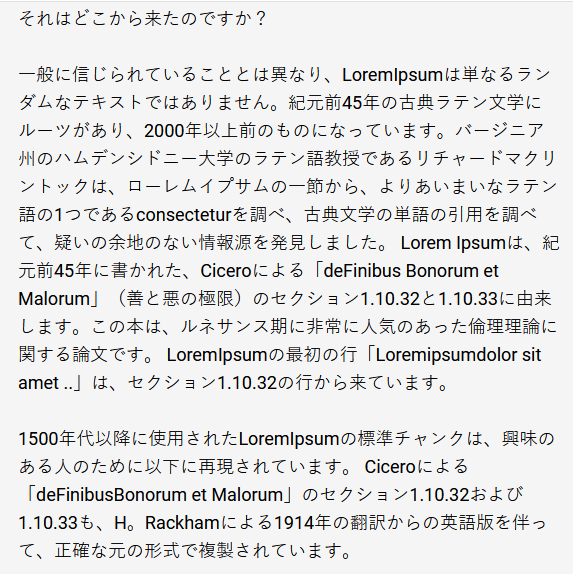 それはどこから来たのですか？
一般に信じられていることとは異なり、LoremIpsumは単なるラン
ダムなテキストではありません。紀元前45年の古典ラテン文学に
ルーツがあり、2000年以上前のものになっています。バージニア
州のハムデンシドニー大学のラテン語教授であるリチャードマクリ
ントックは、ローレムイプサムの一節から、よりあいまいなラテン
語の1つであるconsecteturを調べ、古典文学の単語の引用を調べ
て、疑いの余地のない情報源を発見しました。 Lorem Ipsumは、紀
元前45年に書かれた、Ciceroによる「deFinibus Bonorum et
Malorum」（善と悪の極限）のセクション1.10.32と1.10.33に由来
します。この本は、ルネサンス期に非常に人気のあった倫理理論に
関する論文です。 LoremIpsumの最初の行「Loremipsumdolor sit
amet ..」は、セクション1.10.32の行から来ています。
1500年代以降に使用されたLoremIpsumの標準チャンクは、興味の
ある人のために以下に再現されています。 Ciceroによる
「deFinibusBonorum et Malorum」のセクション1.10.32および
1.10.33も、H。Rackhamによる1914年の翻訳からの英語版を伴っ
て、正確な元の形式で複製されています。